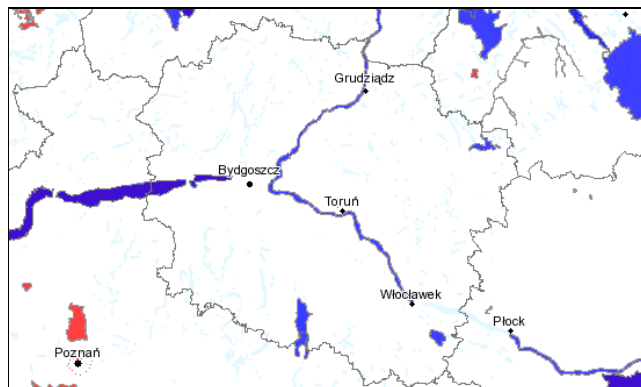 Grudziądz
Bydgoszcz
Toruń
Włocławek
Płock
Poznań